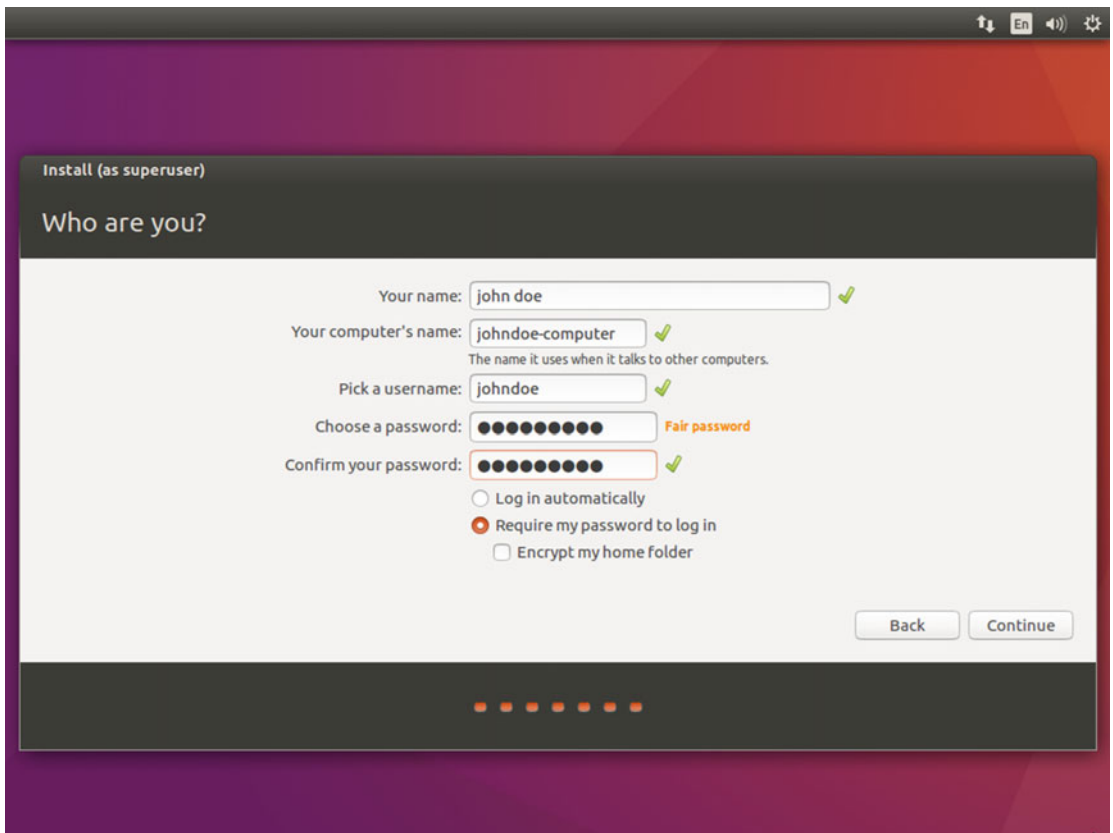 En
Install (as superuser)
Who are you?
Your name: john doe
Your computer's name: johndoe-computer
The name it uses when it talks to other computers.
Pick a username: johndoe
Choose a password: ●●●●●●●●● Fair password
Confirm your password: ●●●●●●●●●
Log in automatically
Require my password to log in
Encrypt my home folder
Back Continue